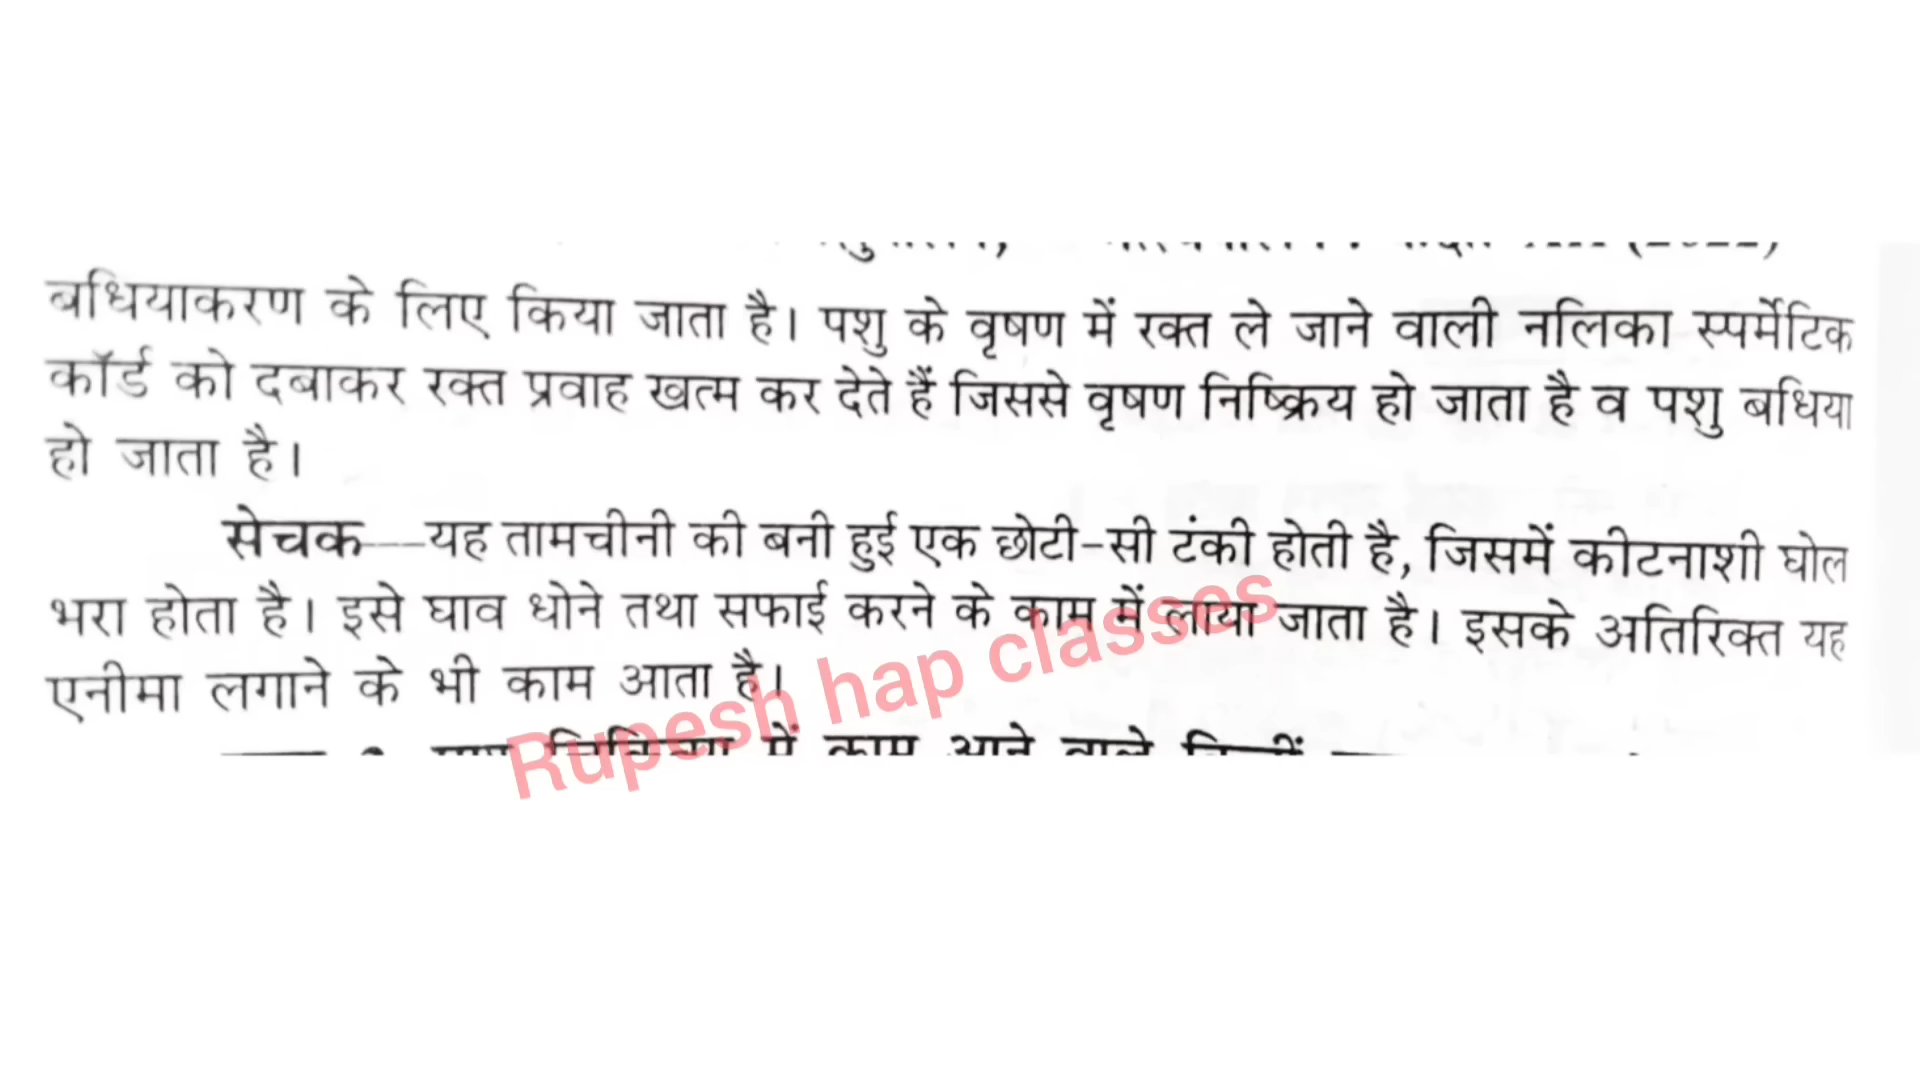 बधियाकरण के लिए किया जाता है। पशु के वृषण में रक्त ले जाने वाली नलिका स्पर्मेटिक
कॉर्ड को दबाकर रक्त प्रवाह खत्म कर देते हैं जिससे वृषण निष्क्रिय हो जाता है व पशु बधिया
हो जाता है।
सेचक—यह तामचीनी की बनी हुई एक छोटी-सी टंकी होती है, जिसमें कीटनाशी घोल
भरा होता है। इसे घाव धोने तथा सफाई करने के काम में लाया जाता है। इसके अतिरिक्त यह
एनीमा लगाने के भी काम आता है।
Rupesh hap classes